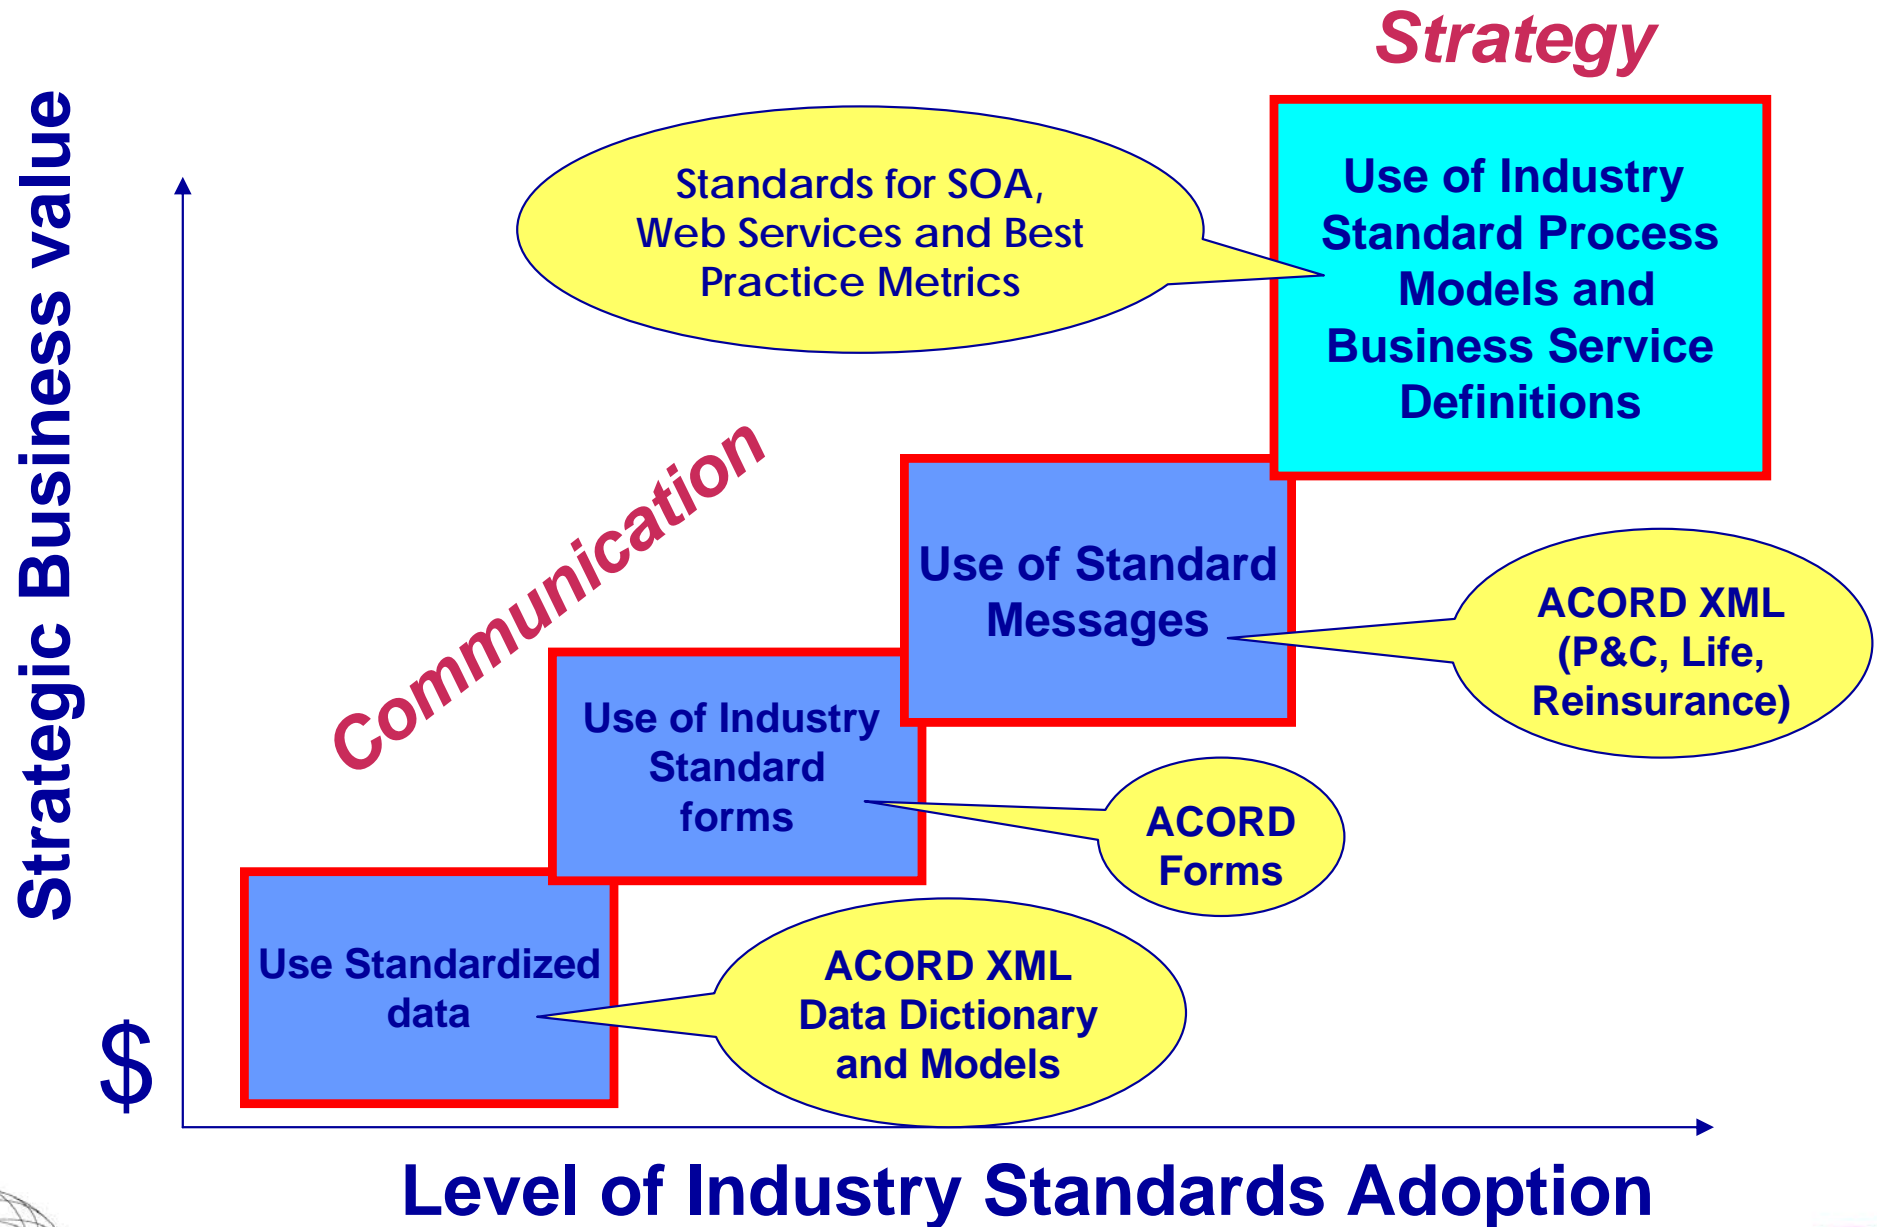 Strategy
Strategic Business value
Standards for SOA,
Web Services and Best
Practice Metrics
Use of Industry
Standard Process
Models and
Business Service
Definitions
Communication
Use of Standard
Messages
ACORD XML
(P&C, Life,
Reinsurance)
Use of Industry
Standard
forms
ACORD
Forms
Use Standardized
data
ACORD XML
Data Dictionary
and Models
$
Level of Industry Standards Adoption